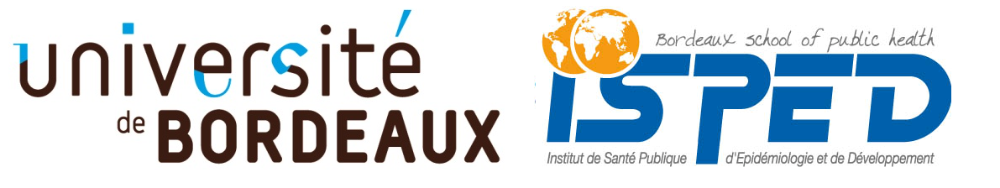 université
de BORDEAUX
Bordeaux school of public health
ISPED
Institut de Santé Publique d'Epidémiologie et de Développement